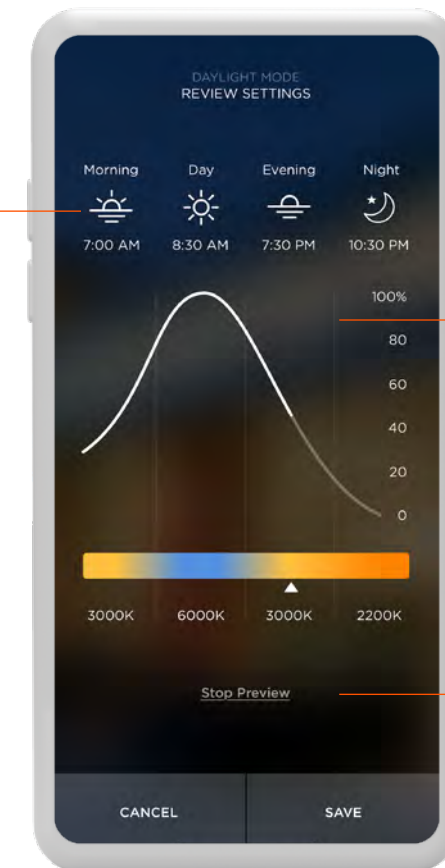 DAYLIGHT MODE
REVIEW SETTINGS
Morning Day Evening Night
7:00 AM 8:30 AM 7:30 PM 10:30 PM
100%
80
60
40
20
0
3000K 6000K 3000K 2200K
Stop Preview
CANCEL SAVE